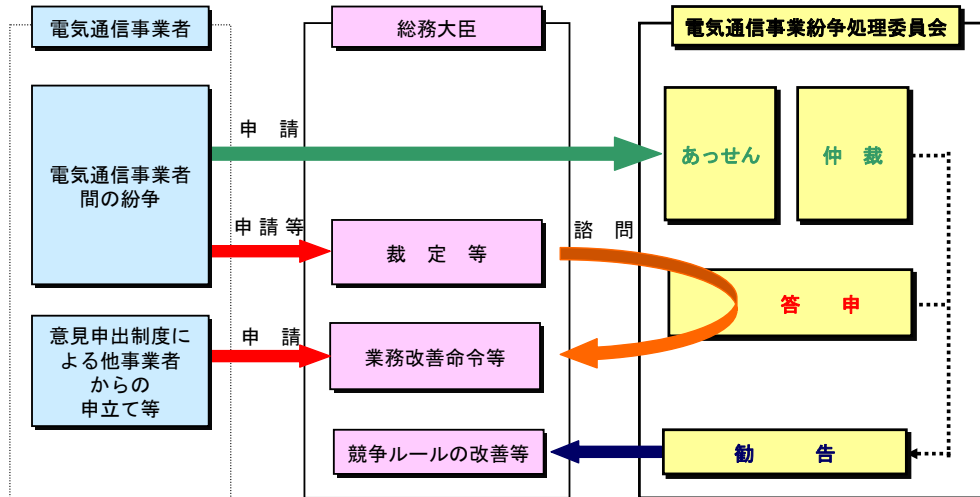 電気通信事業者
総務大臣
電気通信事業紛争処理委員会
電気通信事業者
間の紛争
申 請
あっせん
仲 裁
申 請 等
裁 定 等
諮 問
答 申
意見申出制度に
よる他事業者
からの
申立て等
申 請
業務改善命令等
競争ルールの改善等
勧 告